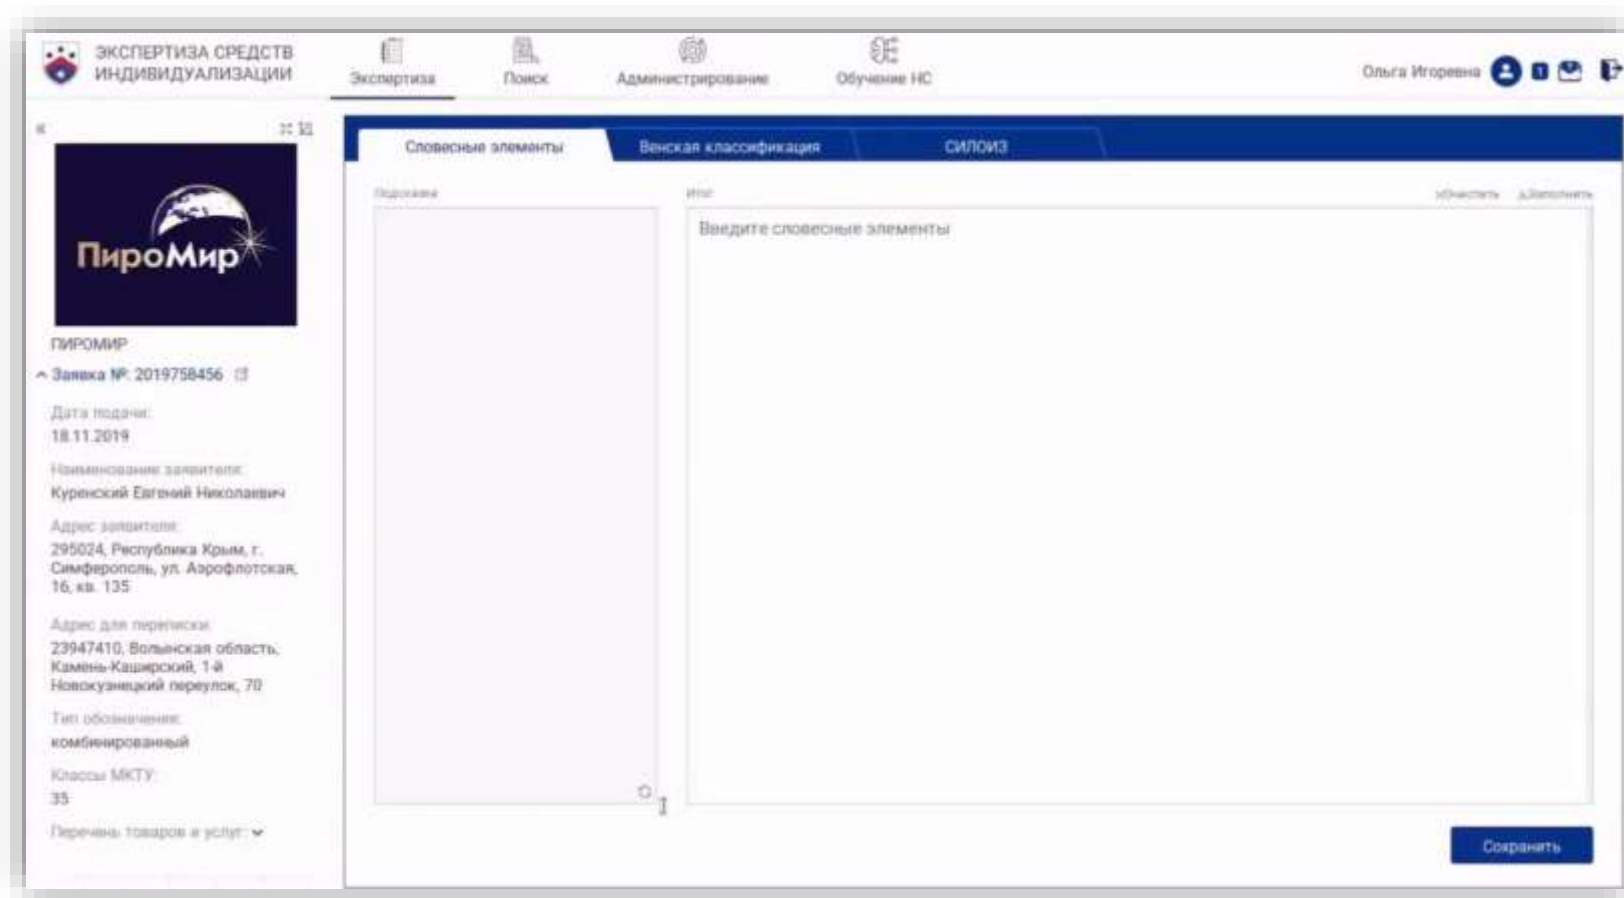 ЭКСПЕРТИЗА СРЕДСТВ
ИНДИВИДУАЛИЗАЦИИ
Экспертиза
Поиск
Администрирование
Обучение НС
Ольга Игоревна
1
ПироМир
ПИРОМИР
Заявка №: 2019758456
Дата подачи:
18.11.2019
Наименование заявителя:
Куренский Евгений Николаевич
Адрес заявителя:
295024, Республика Крым, г.
Симферополь, ул. Аэрофлотская,
16, кв. 135
Адрес для переписки:
23947410, Волынская область,
Камень-Каширский, 1-й
Новокузнецкий переулок, 70
Тип обозначения:
комбинированный
Классы МКТУ:
35
Перечень товаров и услуг:
Словесные элементы
Венская классификация
СИЛОИЗ
Подсказка
Итог
Очистить
Заполнить
Введите словесные элементы
Сохранить